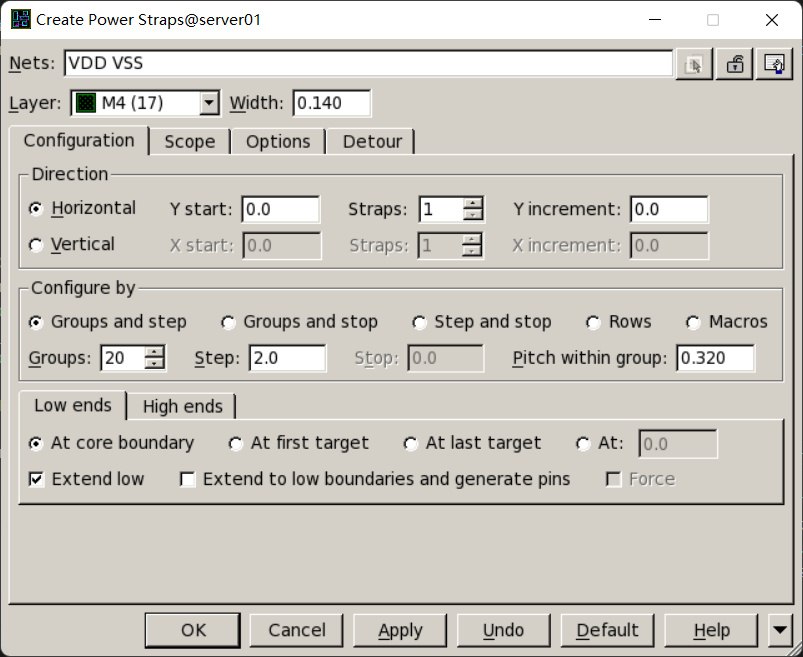 Create Power Straps@server01
Nets: VDD VSS
Layer: M4 (17) Width: 0.140
Configuration Scope Options Detour
Direction
Horizontal Y start: 0.0 Straps: 1 Y increment: 0.0
Vertical X start: 0.0 Straps: 1 X increment: 0.0
Configure by
Groups and step Groups and stop Step and stop Rows Macros
Groups: 20 Step: 2.0 Stop: 0.0 Pitch within group: 0.320
Low ends High ends
At core boundary At first target At last target At: 0.0
Extend low Extend to low boundaries and generate pins Force
OK Cancel Apply Undo Default Help